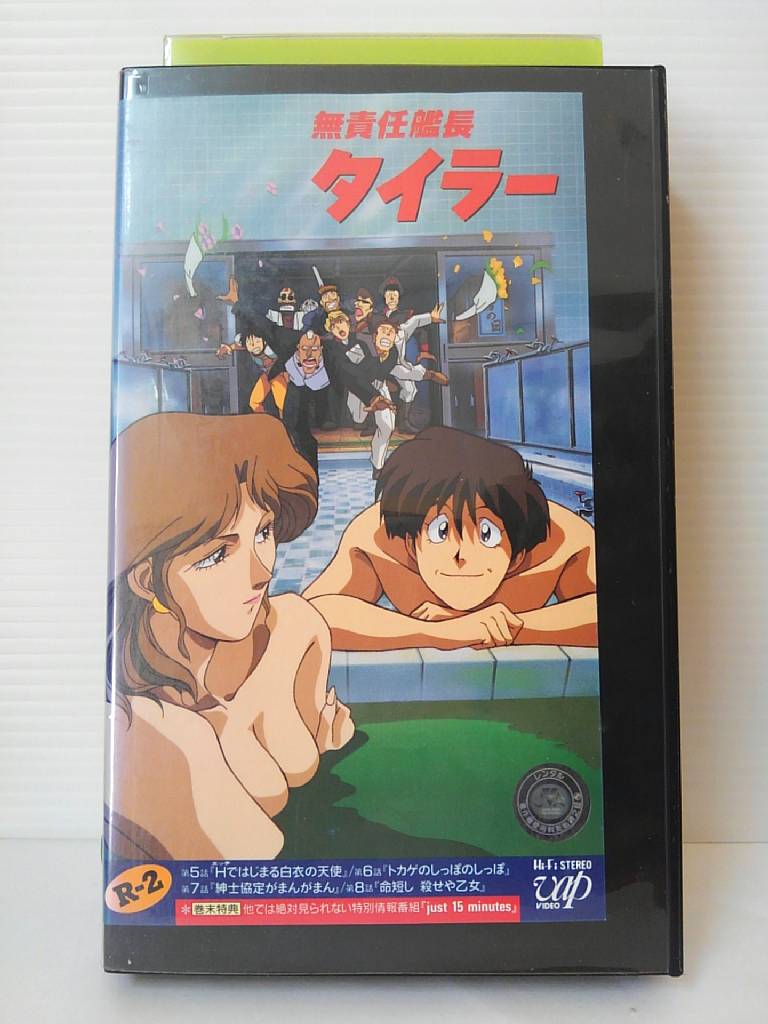 無責任艦長
タイラー
第5話『Hではじまる白衣の天使』/第6話『トカゲのしっぽのしっぽ』
第7話『紳士協定がまんがまん』/第8話『命短し 殺せや乙女』
*巻末特典 他では絶対見られない特別情報番組『just 15 minutes』
R-2
Hi-Fi STEREO
vap
VIDEO
レンタル